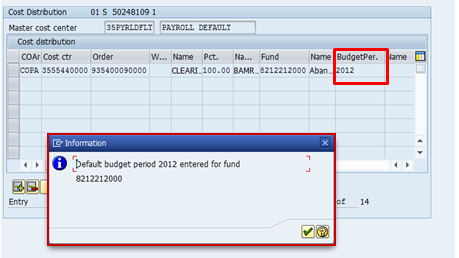 Cost Distribution 01 S 50248109 1
Master cost center 35PYRLDFLT PAYROLL DEFAULT
Cost distribution
COAr Cost ctr Order W... Name Pct. Na... Fund Name BudgetPer. Name
COPA 3555440000 935400090000 CLEARI... 100.00 BAMR... 8212212000 Aban... 2012
Information
Default budget period 2012 entered for fund
8212212000
Entry of 14